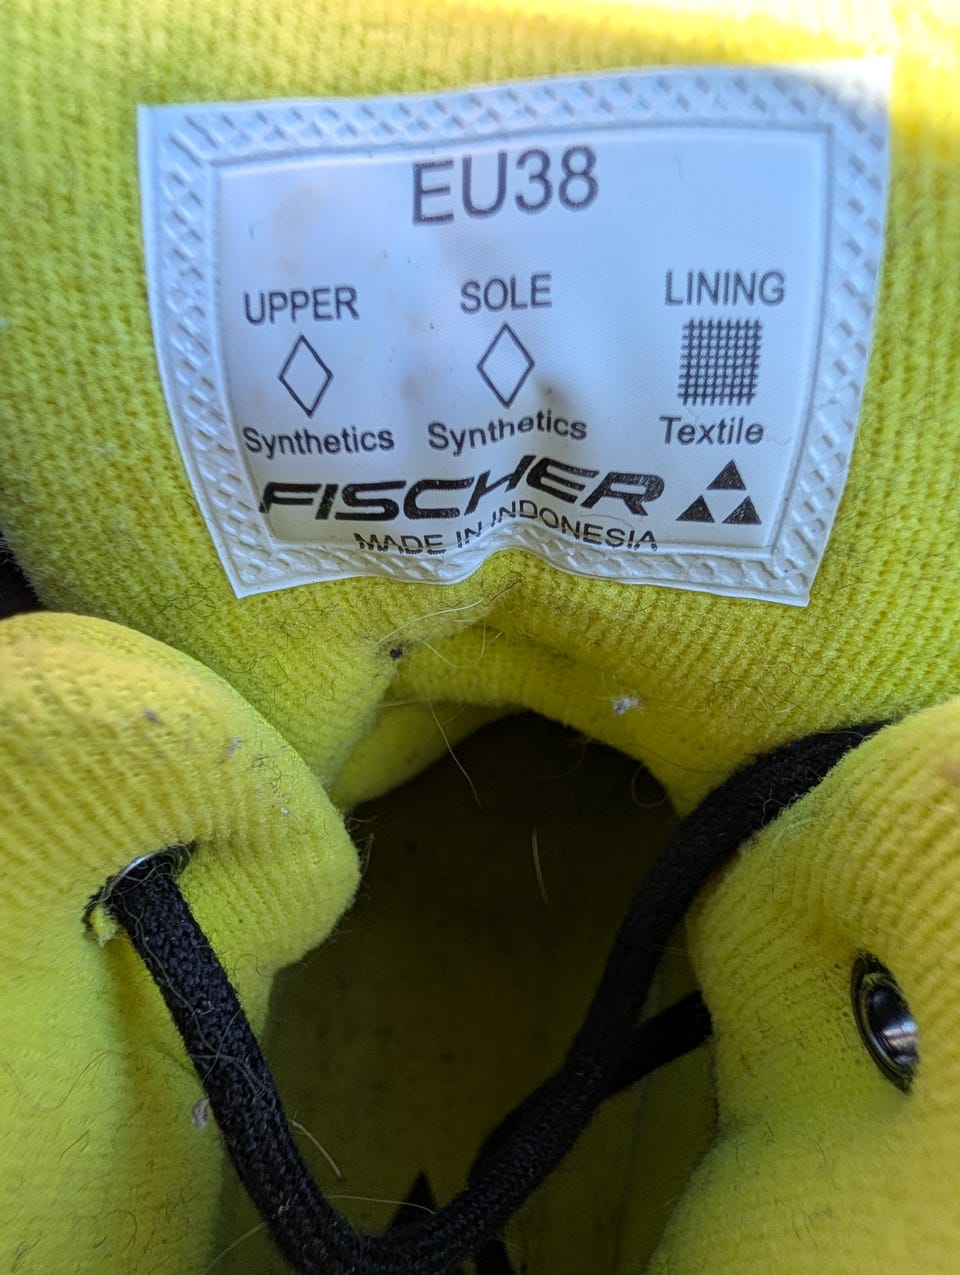 EU38
UPPER SOLE LINING
Synthetics Synthetics Textile
FISCHER
MADE IN INDONESIA